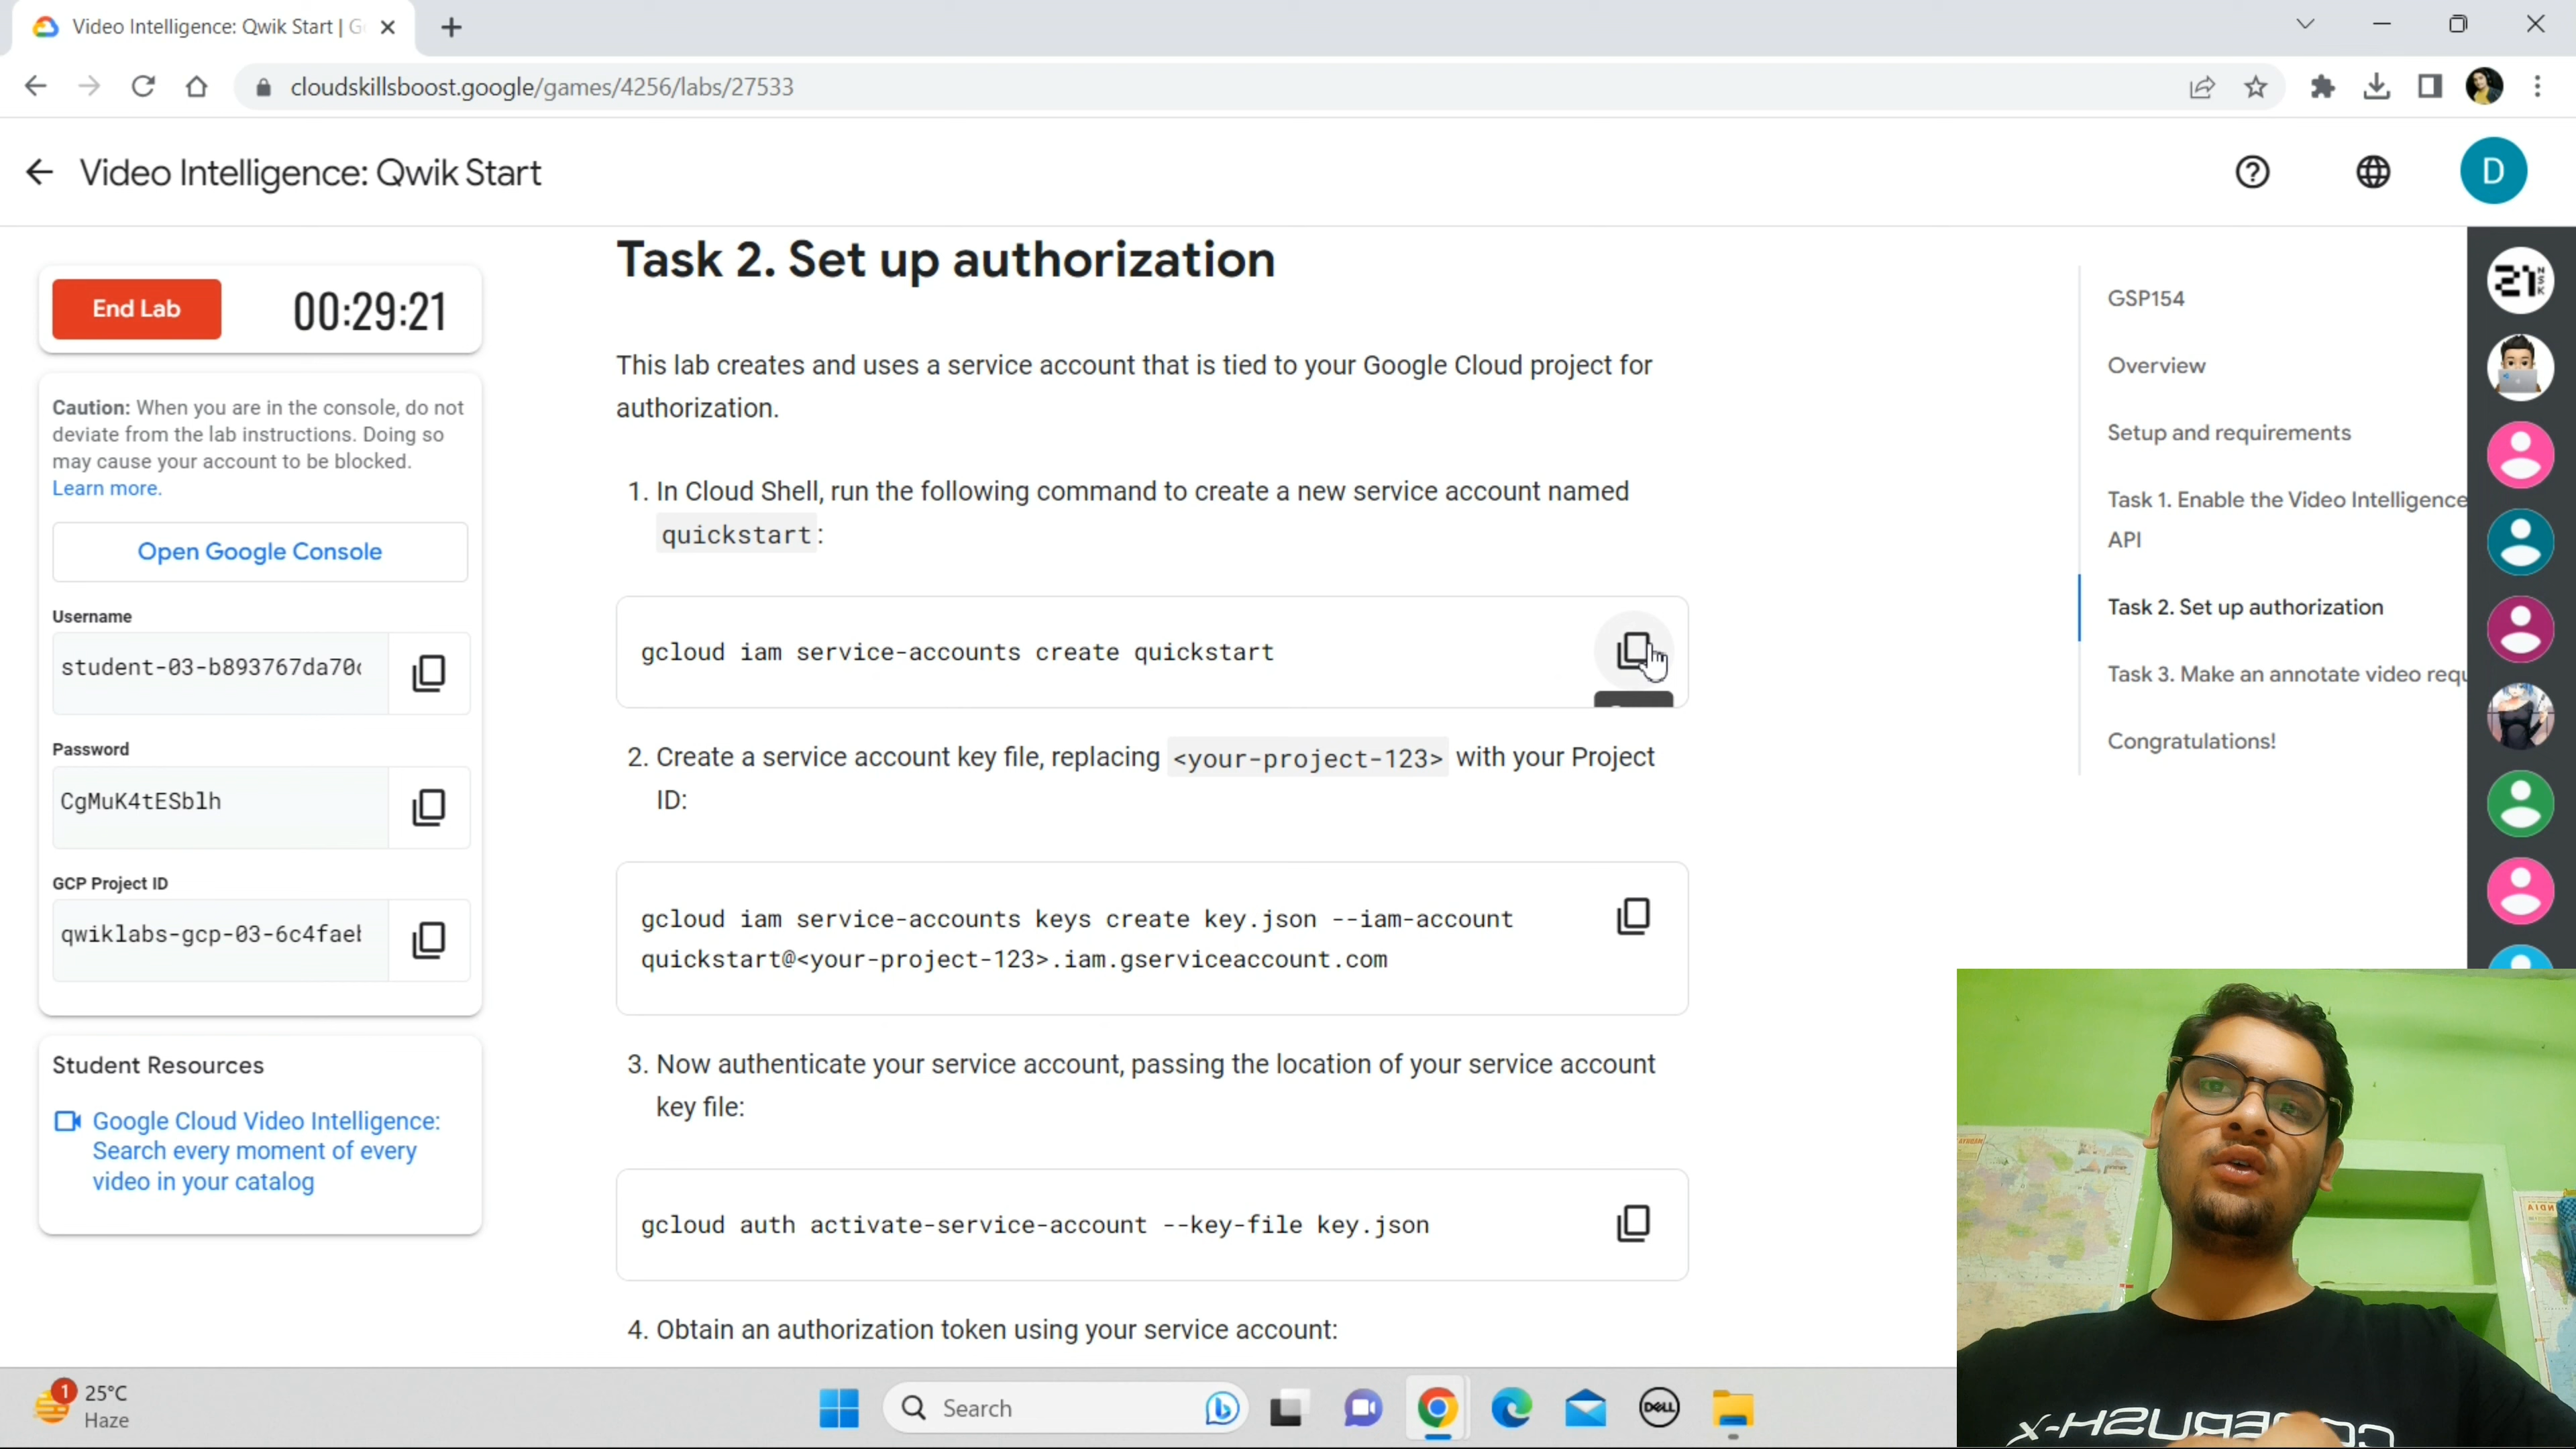 Video Intelligence: Qwik Start | G
cloudskillsboost.google/games/4256/labs/27533
Video Intelligence: Qwik Start
D
End Lab
00:29:21
Caution: When you are in the console, do not
deviate from the lab instructions. Doing so
may cause your account to be blocked.
Learn more.
Open Google Console
Username
student-03-b893767da70
Password
CgMuK4tESblh
GCP Project ID
qwiklabs-gcp-03-6c4fae
Student Resources
Google Cloud Video Intelligence:
Search every moment of every
video in your catalog
Task 2. Set up authorization
This lab creates and uses a service account that is tied to your Google Cloud project for
authorization.
1. In Cloud Shell, run the following command to create a new service account named
quickstart:
gcloud iam service-accounts create quickstart
2. Create a service account key file, replacing <your-project-123> with your Project
ID:
gcloud iam service-accounts keys create key.json --iam-account
quickstart@<your-project-123>.iam.gserviceaccount.com
3. Now authenticate your service account, passing the location of your service account
key file:
gcloud auth activate-service-account --key-file key.json
4. Obtain an authorization token using your service account:
GSP154
Overview
Setup and requirements
Task 1. Enable the Video Intelligence
API
Task 2. Set up authorization
Task 3. Make an annotate video requ
Congratulations!
21
NSK
1
25°C
Haze
Search
DELL